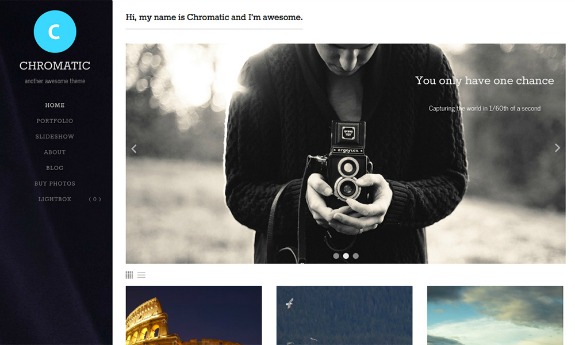 C
CHROMATIC
another awesome theme
HOME
PORTFOLIO
SLIDESHOW
ABOUT
BLOG
BUY PHOTOS
LIGHTBOX ( 0 )
Hi, my name is Chromatic and I'm awesome.
You only have one chance
Capturing the world in 1/60th of a second
argoflex